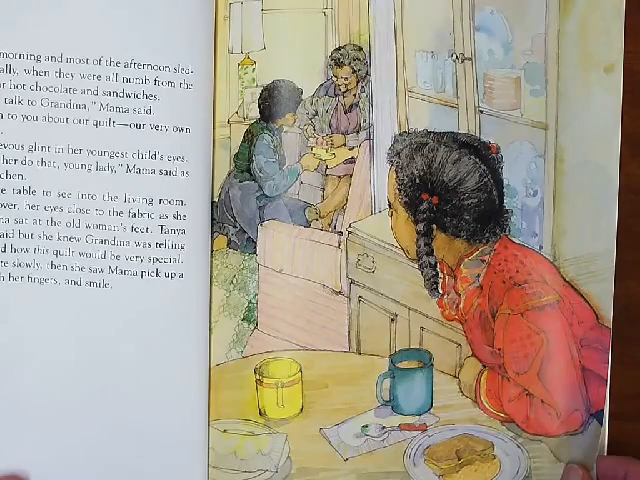 morning and most of the afternoon sled-
ally, when they were all numb from the
or hot chocolate and sandwiches.
talk to Grandma," Mama said.
to you about our quilt—our very own
evous glint in her youngest child's eyes.
her do that, young lady," Mama said as
chen.
table to see into the living room.
over, her eyes close to the fabric as she
sat at the old woman's feet. Tanya
said but she knew Grandma was telling
how this quilt would be very special.
slowly, then she saw Mama pick up a
her fingers, and smile.